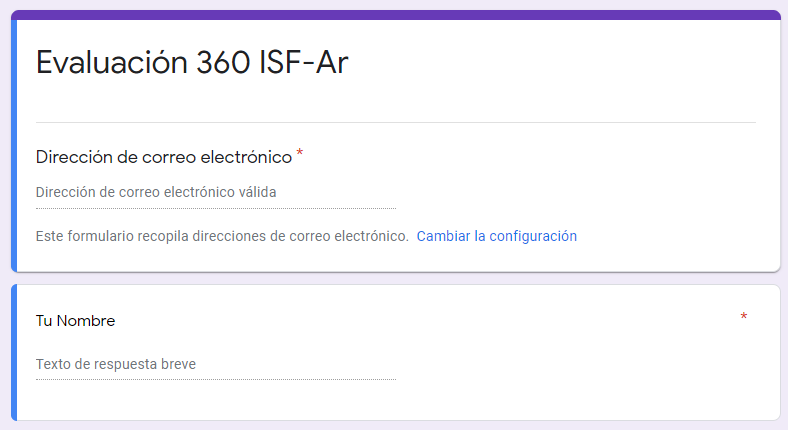 Evaluación 360 ISF-Ar
Dirección de correo electrónico *
Dirección de correo electrónico válida
Este formulario recopila direcciones de correo electrónico. Cambiar la configuración
Tu Nombre *
Texto de respuesta breve